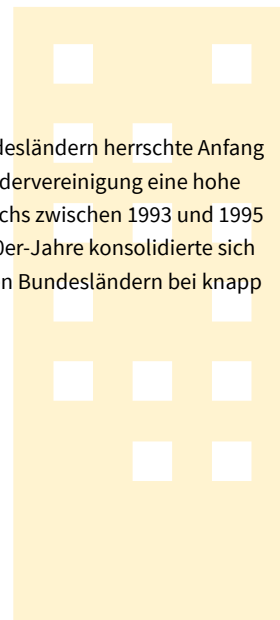 desländern herrschte Anfang
dervereinigung eine hohe
chs zwischen 1993 und 1995
0er-Jahre konsolidierte sich
n Bundesländern bei knapp